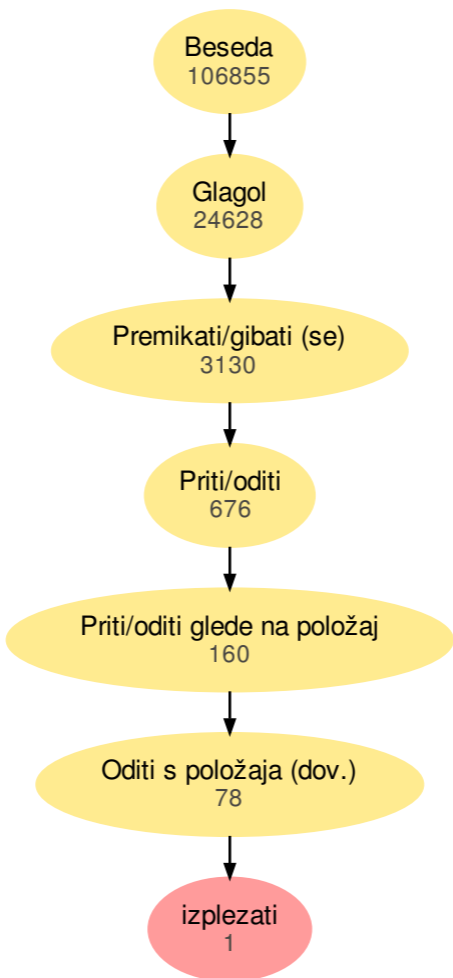 Beseda
106855
Glagol
24628
Premikati/gibati (se)
3130
Priti/oditi
676
Priti/oditi glede na položaj
160
Oditi s položaja (dov.)
78
izplezati
1